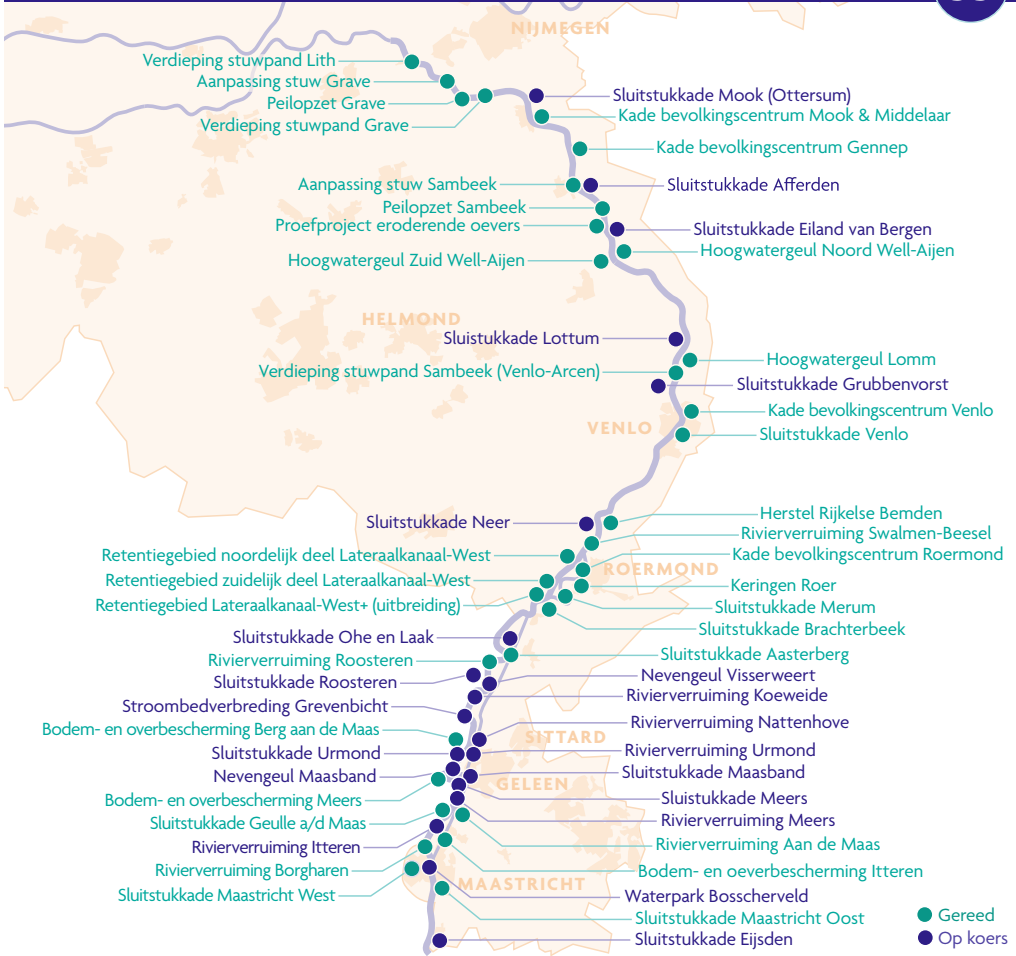 NIJMEGEN
Verdieping stuwpand Lith
Aanpassing stuw Grave
Peilopzet Grave
Verdieping stuwpand Grave
Sluitstukkade Mook (Ottersum)
Kade bevolkingscentrum Mook & Middelaar
Kade bevolkingscentrum Gennep
Aanpassing stuw Sambeek
Sluitstukkade Afferden
Peilopzet Sambeek
Proefproject eroderende oevers
Sluitstukkade Eiland van Bergen
Hoogwatergeul Noord Well-Aijen
Hoogwatergeul Zuid Well-Aijen
HELMOND
Sluistukkade Lottum
Hoogwatergeul Lomm
Verdieping stuwpand Sambeek (Venlo-Arcen)
Sluitstukkade Grubbenvorst
Kade bevolkingscentrum Venlo
VENLO
Sluitstukkade Venlo
Sluitstukkade Neer
Herstel Rijkelse Bemden
Rivierverruiming Swalmen-Beesel
Retentiegebied noordelijk deel Lateraalkanaal-West
Kade bevolkingscentrum Roermond
ROERMOND
Retentiegebied zuidelijk deel Lateraalkanaal-West
Keringen Roer
Retentiegebied Lateraalkanaal-West+ (uitbreiding)
Sluitstukkade Merum
Sluitstukkade Brachterbeek
Sluitstukkade Ohe en Laak
Sluitstukkade Aasterberg
Rivierverruiming Roosteren
Nevengeul Visserweert
Sluitstukkade Roosteren
Rivierverruiming Koeweide
Stroombedverbreding Grevenbicht
Rivierverruiming Nattenhove
Bodem- en overbescherming Berg aan de Maas
SITTARD
Sluitstukkade Urmond
Rivierverruiming Urmond
Nevengeul Maasband
Sluitstukkade Maasband
GELEEN
Bodem- en overbescherming Meers
Sluistukkade Meers
Rivierverruiming Meers
Sluitstukkade Geulle a/d Maas
Rivierverruiming Itteren
Rivierverruiming Aan de Maas
Rivierverruiming Borgharen
Bodem- en oeverbescherming Itteren
MAASTRICHT
Sluitstukkade Maastricht West
Waterpark Bosscherveld
Sluitstukkade Maastricht Oost
Sluitstukkade Eijsden
Gereed
Op koers